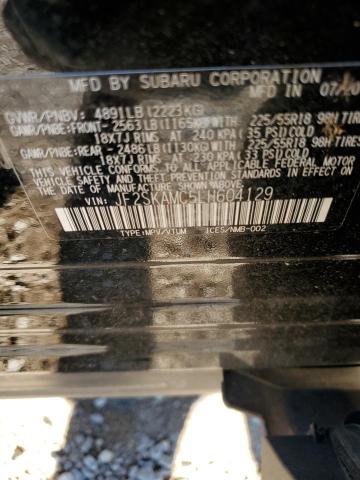 MFD. BY SUBARU CORPORATION 07/20
GVWR/PNBV: 4891LB(2223KG)
GAWR/PNBE:FRONT- 2563LB(1165KG)WITH 225/55R18 98H TIRES
18X7J RIMS AT 240 KPA(35 PSI)COLD
GAWR/PNBE:REAR - 2486LB(1130KG)WITH 225/55R18 98H TIRES
18X7J RIMS AT 230 KPA(33 PSI)COLD
THIS VEHICLE CONFORMS TO ALL APPLICABLE FEDERAL MOTOR
VEHICLE SAFETY AND THEFT PREVENTION STANDARDS IN EFFECT ON THE
DATE OF MANUFACTURE SHOWN ABOVE.
VIN: JF2SKAMC5LH604129
TYPE:MPV/VTUM ICES/NMB-002